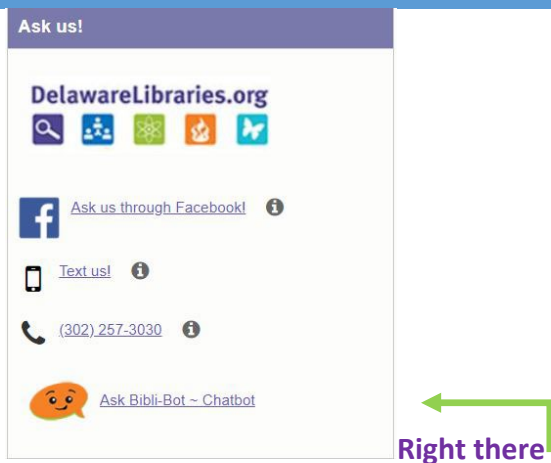 Ask us!
DelawareLibraries.org
Ask us through Facebook!
Text us!
(302) 257-3030
Ask Bibli-Bot ~ Chatbot
Right there